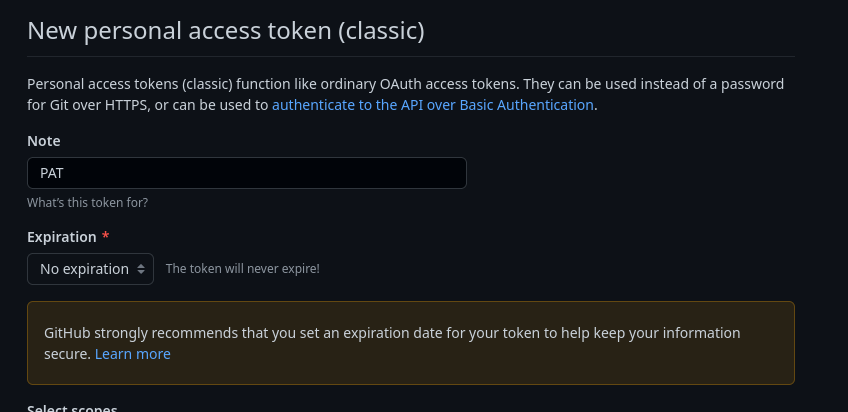 New personal access token (classic)
Personal access tokens (classic) function like ordinary OAuth access tokens. They can be used instead of a password
for Git over HTTPS, or can be used to authenticate to the API over Basic Authentication.
Note
PAT
What's this token for?
Expiration *
No expiration The token will never expire!
GitHub strongly recommends that you set an expiration date for your token to help keep your information
secure. Learn more
Select scopes